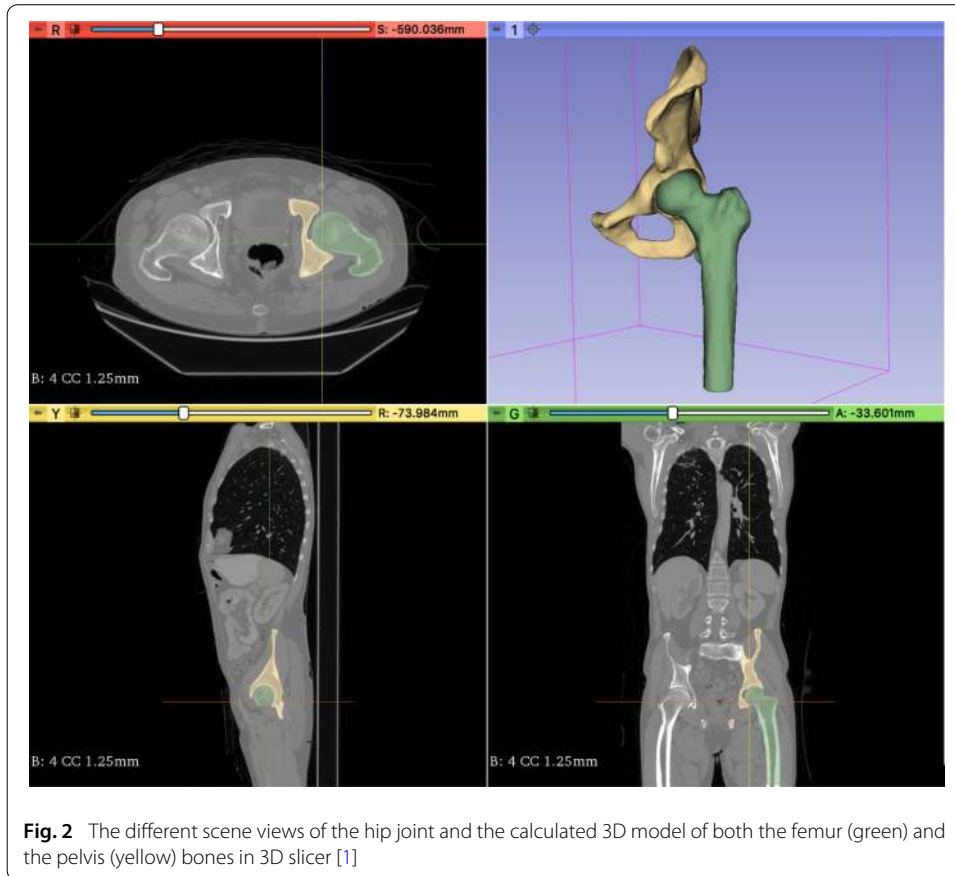 R S: -590.036mm
1
B: 4 CC 1.25mm
Y R: -73.984mm
G A: -33.601mm
B: 4 CC 1.25mm
B: 4 CC 1.25mm
Fig. 2 The different scene views of the hip joint and the calculated 3D model of both the femur (green) and
the pelvis (yellow) bones in 3D slicer [1]